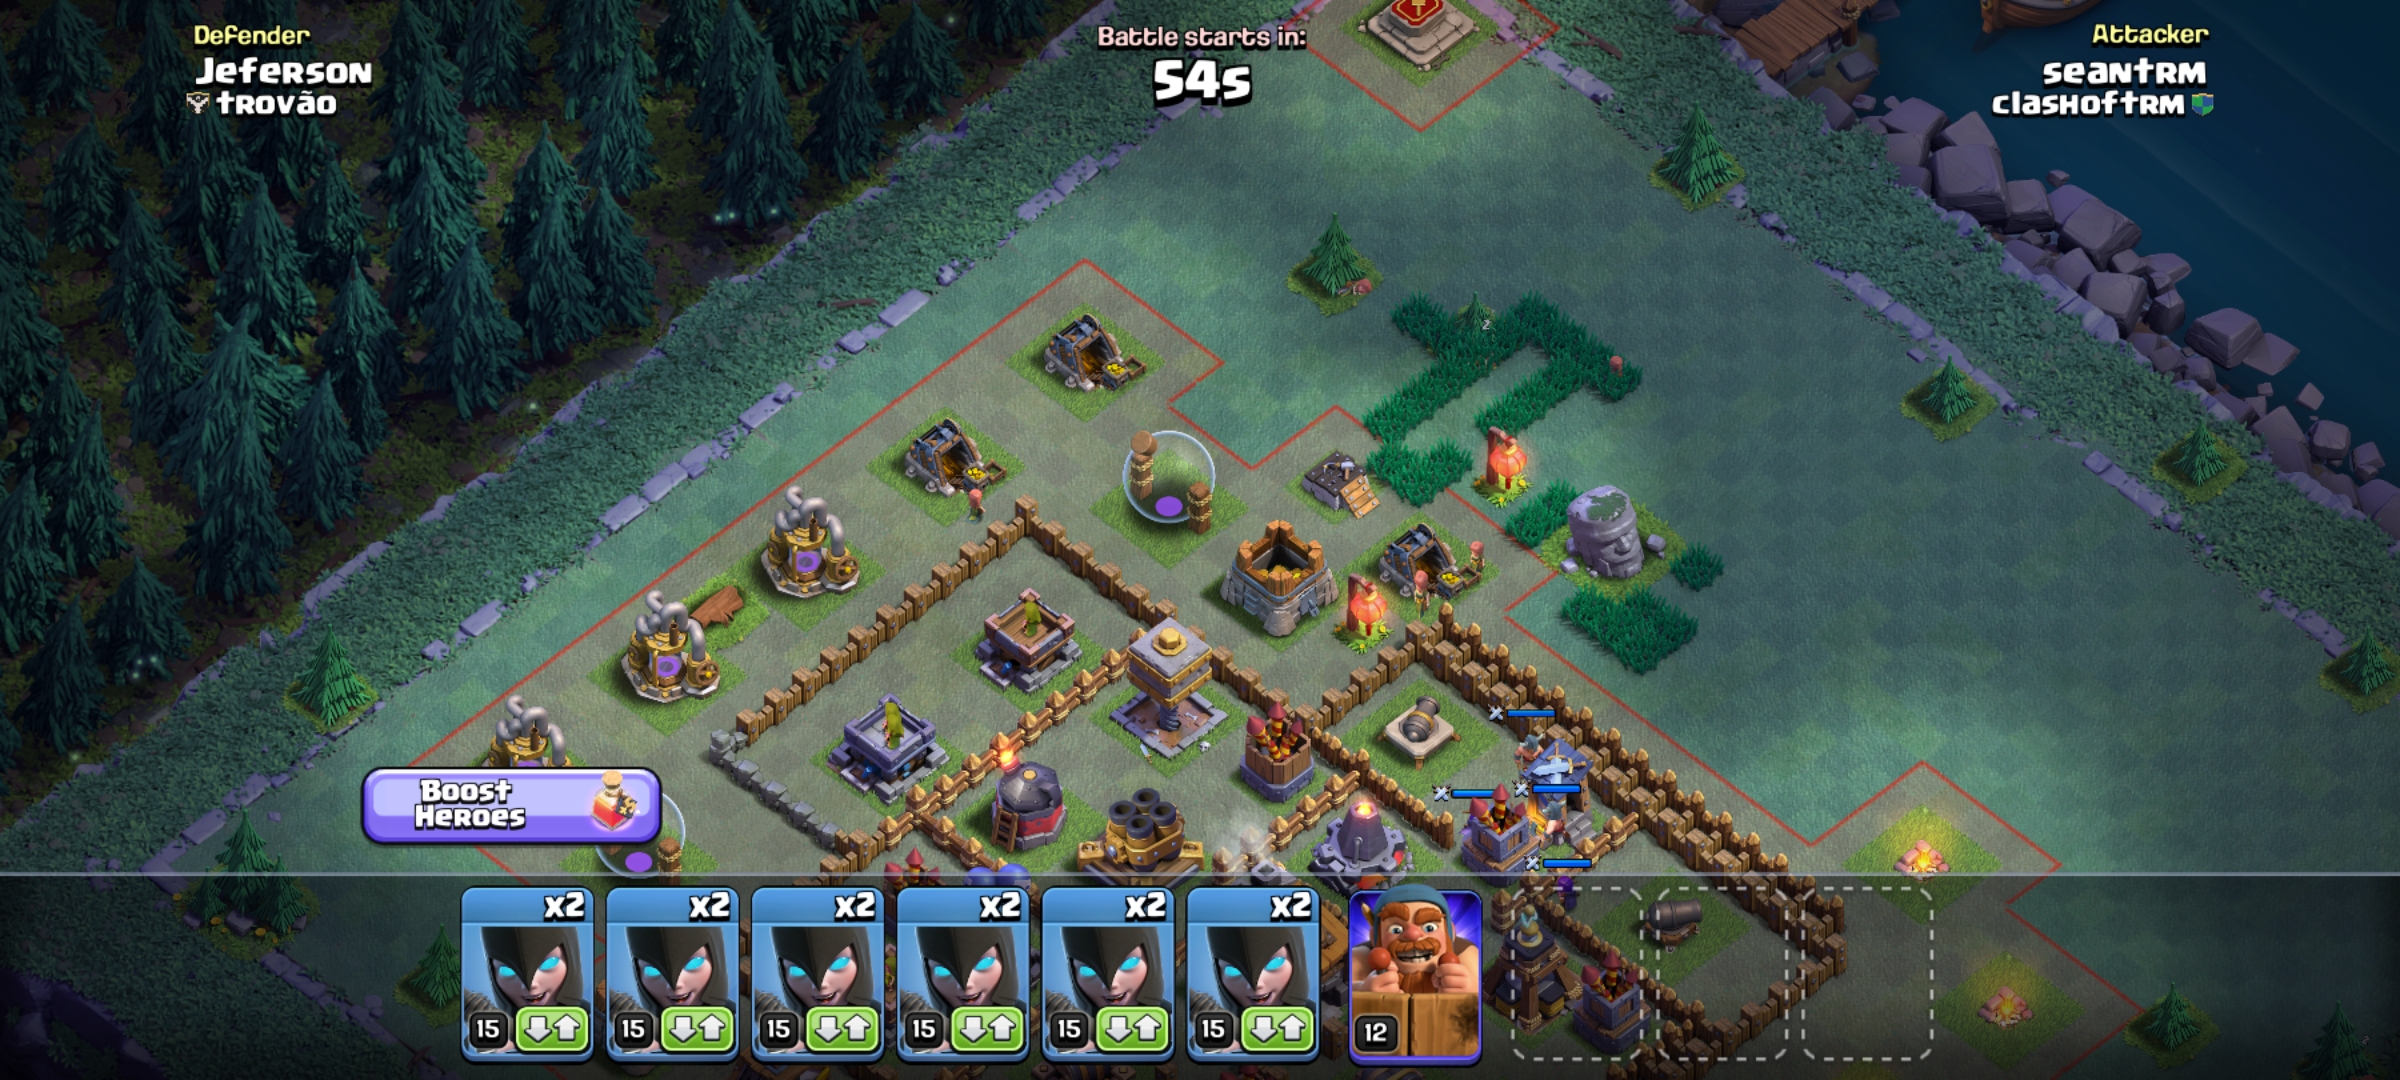 Defender
Jeferson
trovão
Battle starts in:
54s
Attacker
seantrm
clashoftrm
Boost
Heroes
x2
x2
x2
x2
x2
x2
15
15
15
15
15
15
12